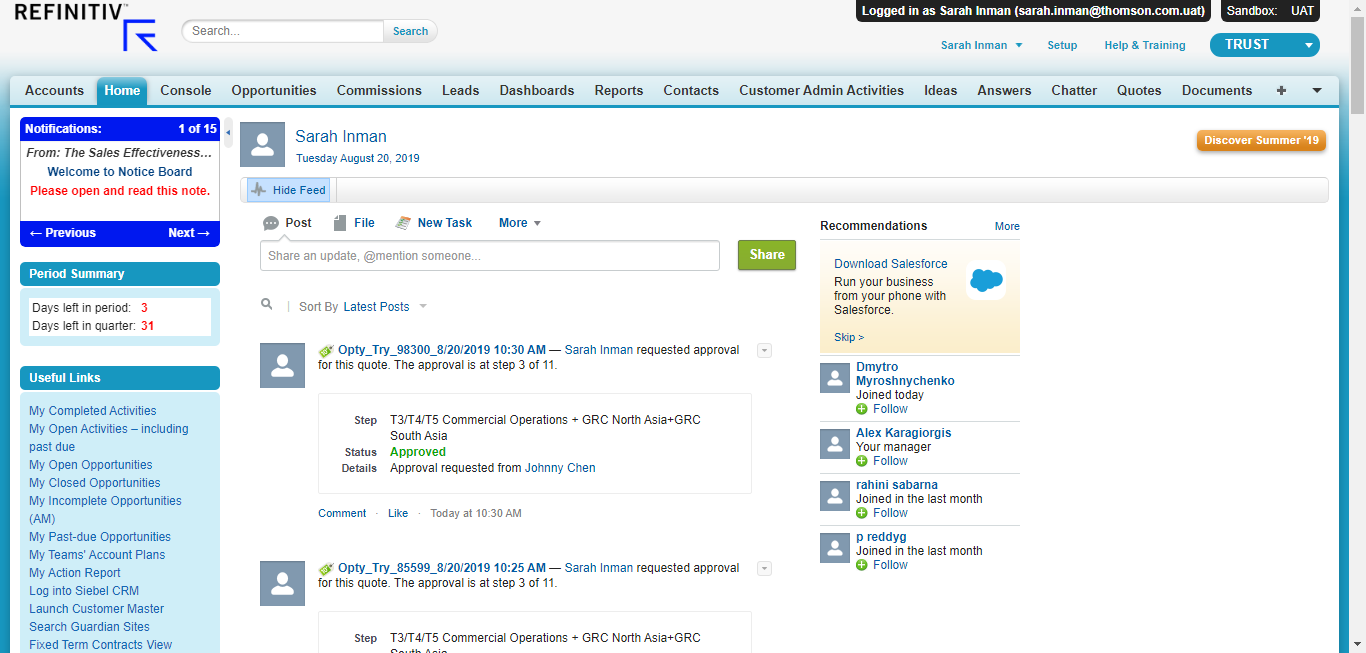 REFINITIV™
Search...
Search
Logged in as Sarah Inman (sarah.inman@thomson.com.uat)
Sandbox: UAT
Sarah Inman
Setup
Help & Training
TRUST
Accounts
Home
Console
Opportunities
Commissions
Leads
Dashboards
Reports
Contacts
Customer Admin Activities
Ideas
Answers
Chatter
Quotes
Documents
+
Notifications: 1 of 15
From: The Sales Effectiveness...
Welcome to Notice Board
Please open and read this note.
← Previous
Next →
Period Summary
Days left in period: 3
Days left in quarter: 31
Useful Links
My Completed Activities
My Open Activities – including
past due
My Open Opportunities
My Closed Opportunities
My Incomplete Opportunities
(AM)
My Past-due Opportunities
My Teams' Account Plans
My Action Report
Log into Siebel CRM
Launch Customer Master
Search Guardian Sites
Fixed Term Contracts View
Sarah Inman
Tuesday August 20, 2019
Discover Summer '19
Hide Feed
Post
File
New Task
More
Share an update, @mention someone...
Share
Sort By Latest Posts
Opty_Try_98300_8/20/2019 10:30 AM — Sarah Inman requested approval
for this quote. The approval is at step 3 of 11.
Step T3/T4/T5 Commercial Operations + GRC North Asia+GRC
South Asia
Status Approved
Details Approval requested from Johnny Chen
Comment · Like · Today at 10:30 AM
Opty_Try_85599_8/20/2019 10:25 AM — Sarah Inman requested approval
for this quote. The approval is at step 3 of 11.
Step T3/T4/T5 Commercial Operations + GRC North Asia+GRC
South Asia
Recommendations
More
Download Salesforce
Run your business
from your phone with
Salesforce.
Skip >
Dmytro
Myroshnychenko
Joined today
Follow
Alex Karagiorgis
Your manager
Follow
rahini sabarna
Joined in the last month
Follow
p reddyg
Joined in the last month
Follow